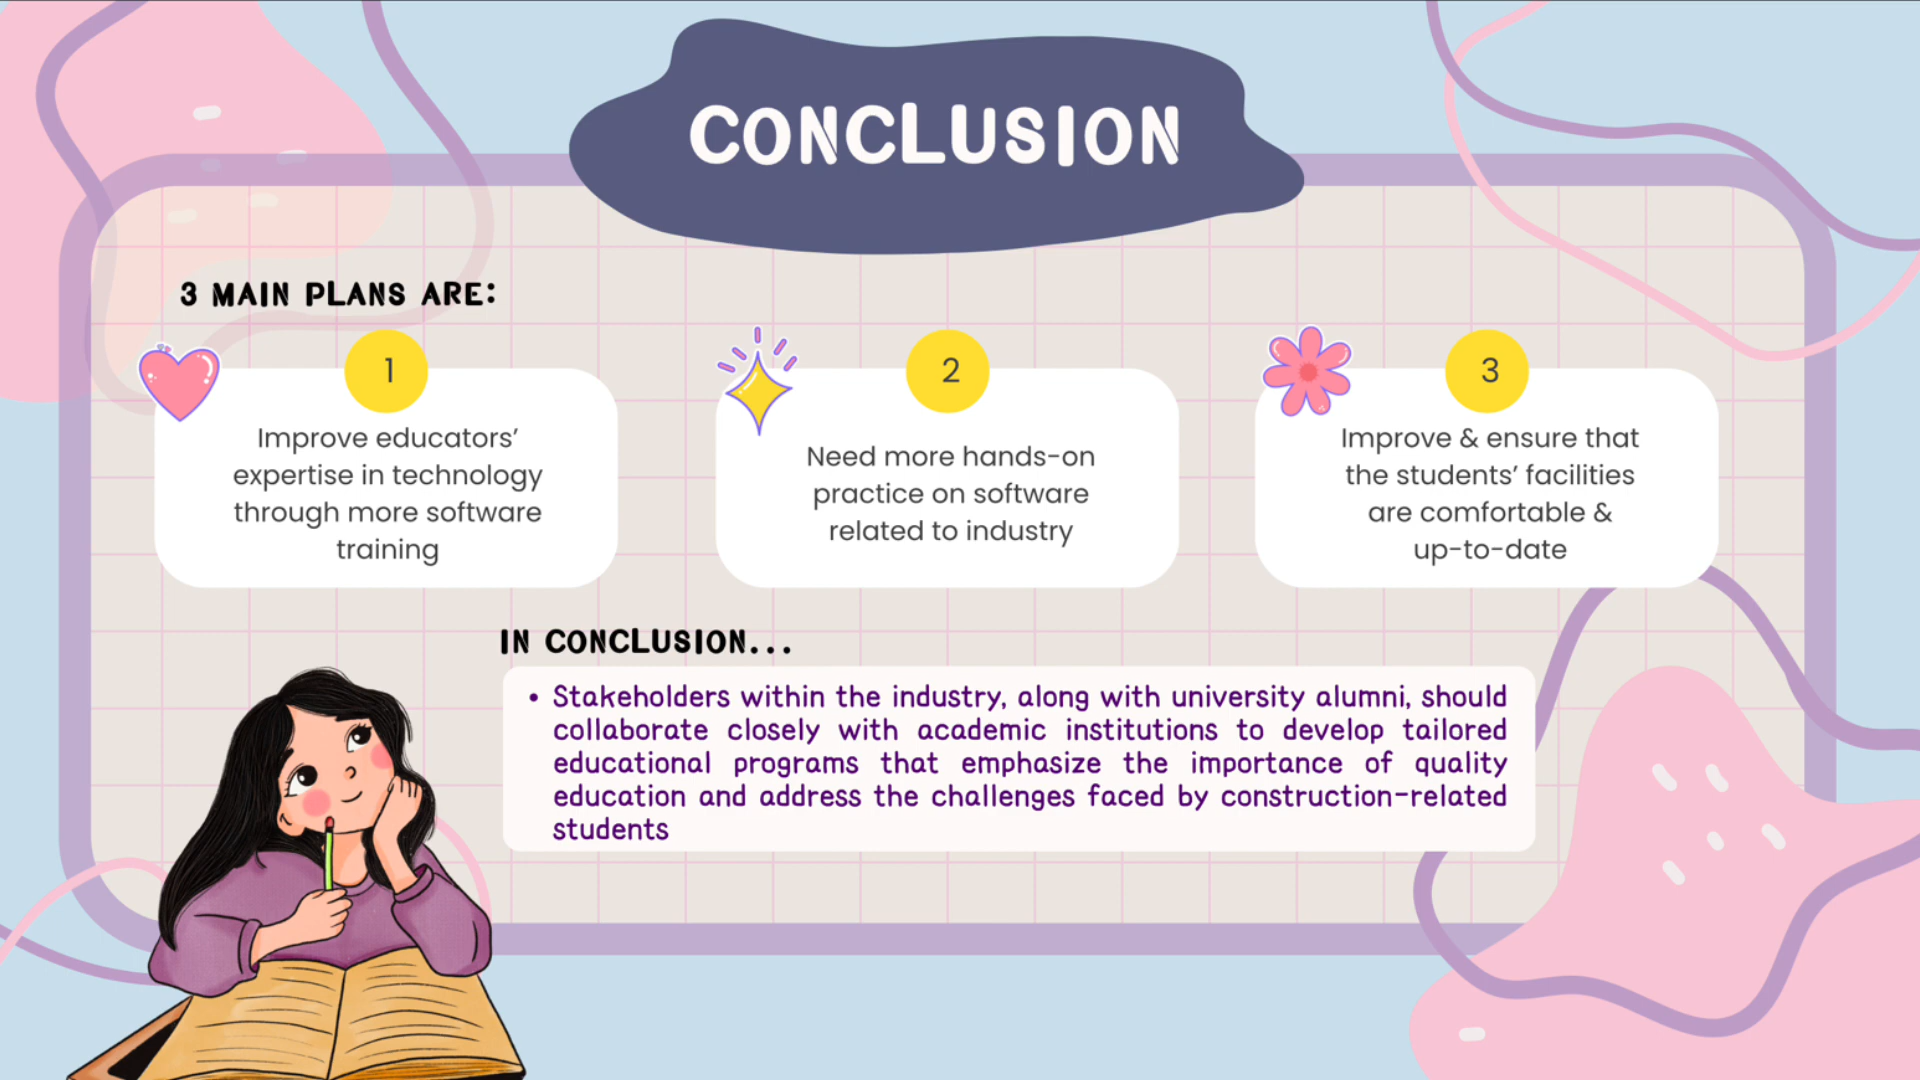 CONCLUSION
3 MAIN PLANS ARE:
1
Improve educators’
expertise in technology
through more software
training
2
Need more hands-on
practice on software
related to industry
3
Improve & ensure that
the students’ facilities
are comfortable &
up-to-date
IN CONCLUSION...
• Stakeholders within the industry, along with university alumni, should
collaborate closely with academic institutions to develop tailored
educational programs that emphasize the importance of quality
education and address the challenges faced by construction-related
students